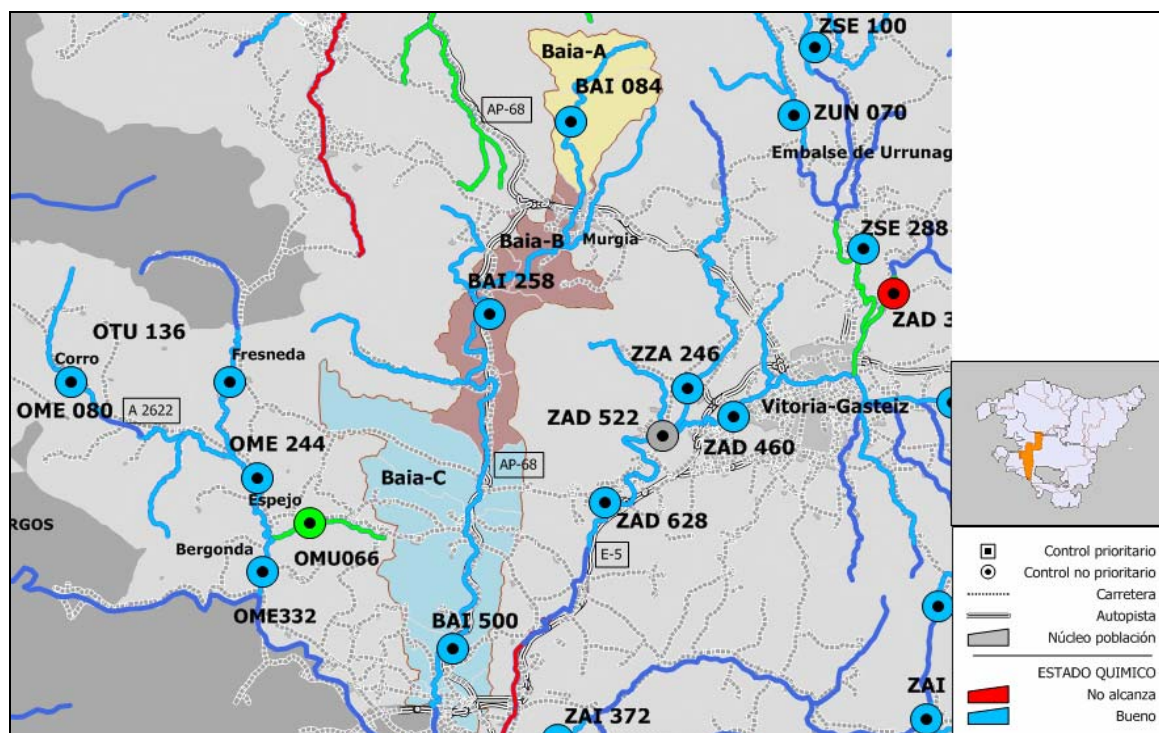 ZSE 100
Baia-A
BAI 084
AP-68
ZUN 070
Embalse de Urrunag
ZSE 288
Baia-B
Murgia
BAI 258
ZAD 3
OTU 136
Corro
Fresneda
ZZA 246
OME 080
A 2622
ZAD 522
Vitoria-Gasteiz
ZAD 460
OME 244
Baia-C
AP-68
Espejo
ZAD 628
RGOS
OMU066
Bergonda
E-5
OME332
BAI 500
ZAI 372
ZAI
Control prioritario
Control no prioritario
Carretera
Autopista
Núcleo población
ESTADO QUIMICO
No alcanza
Bueno